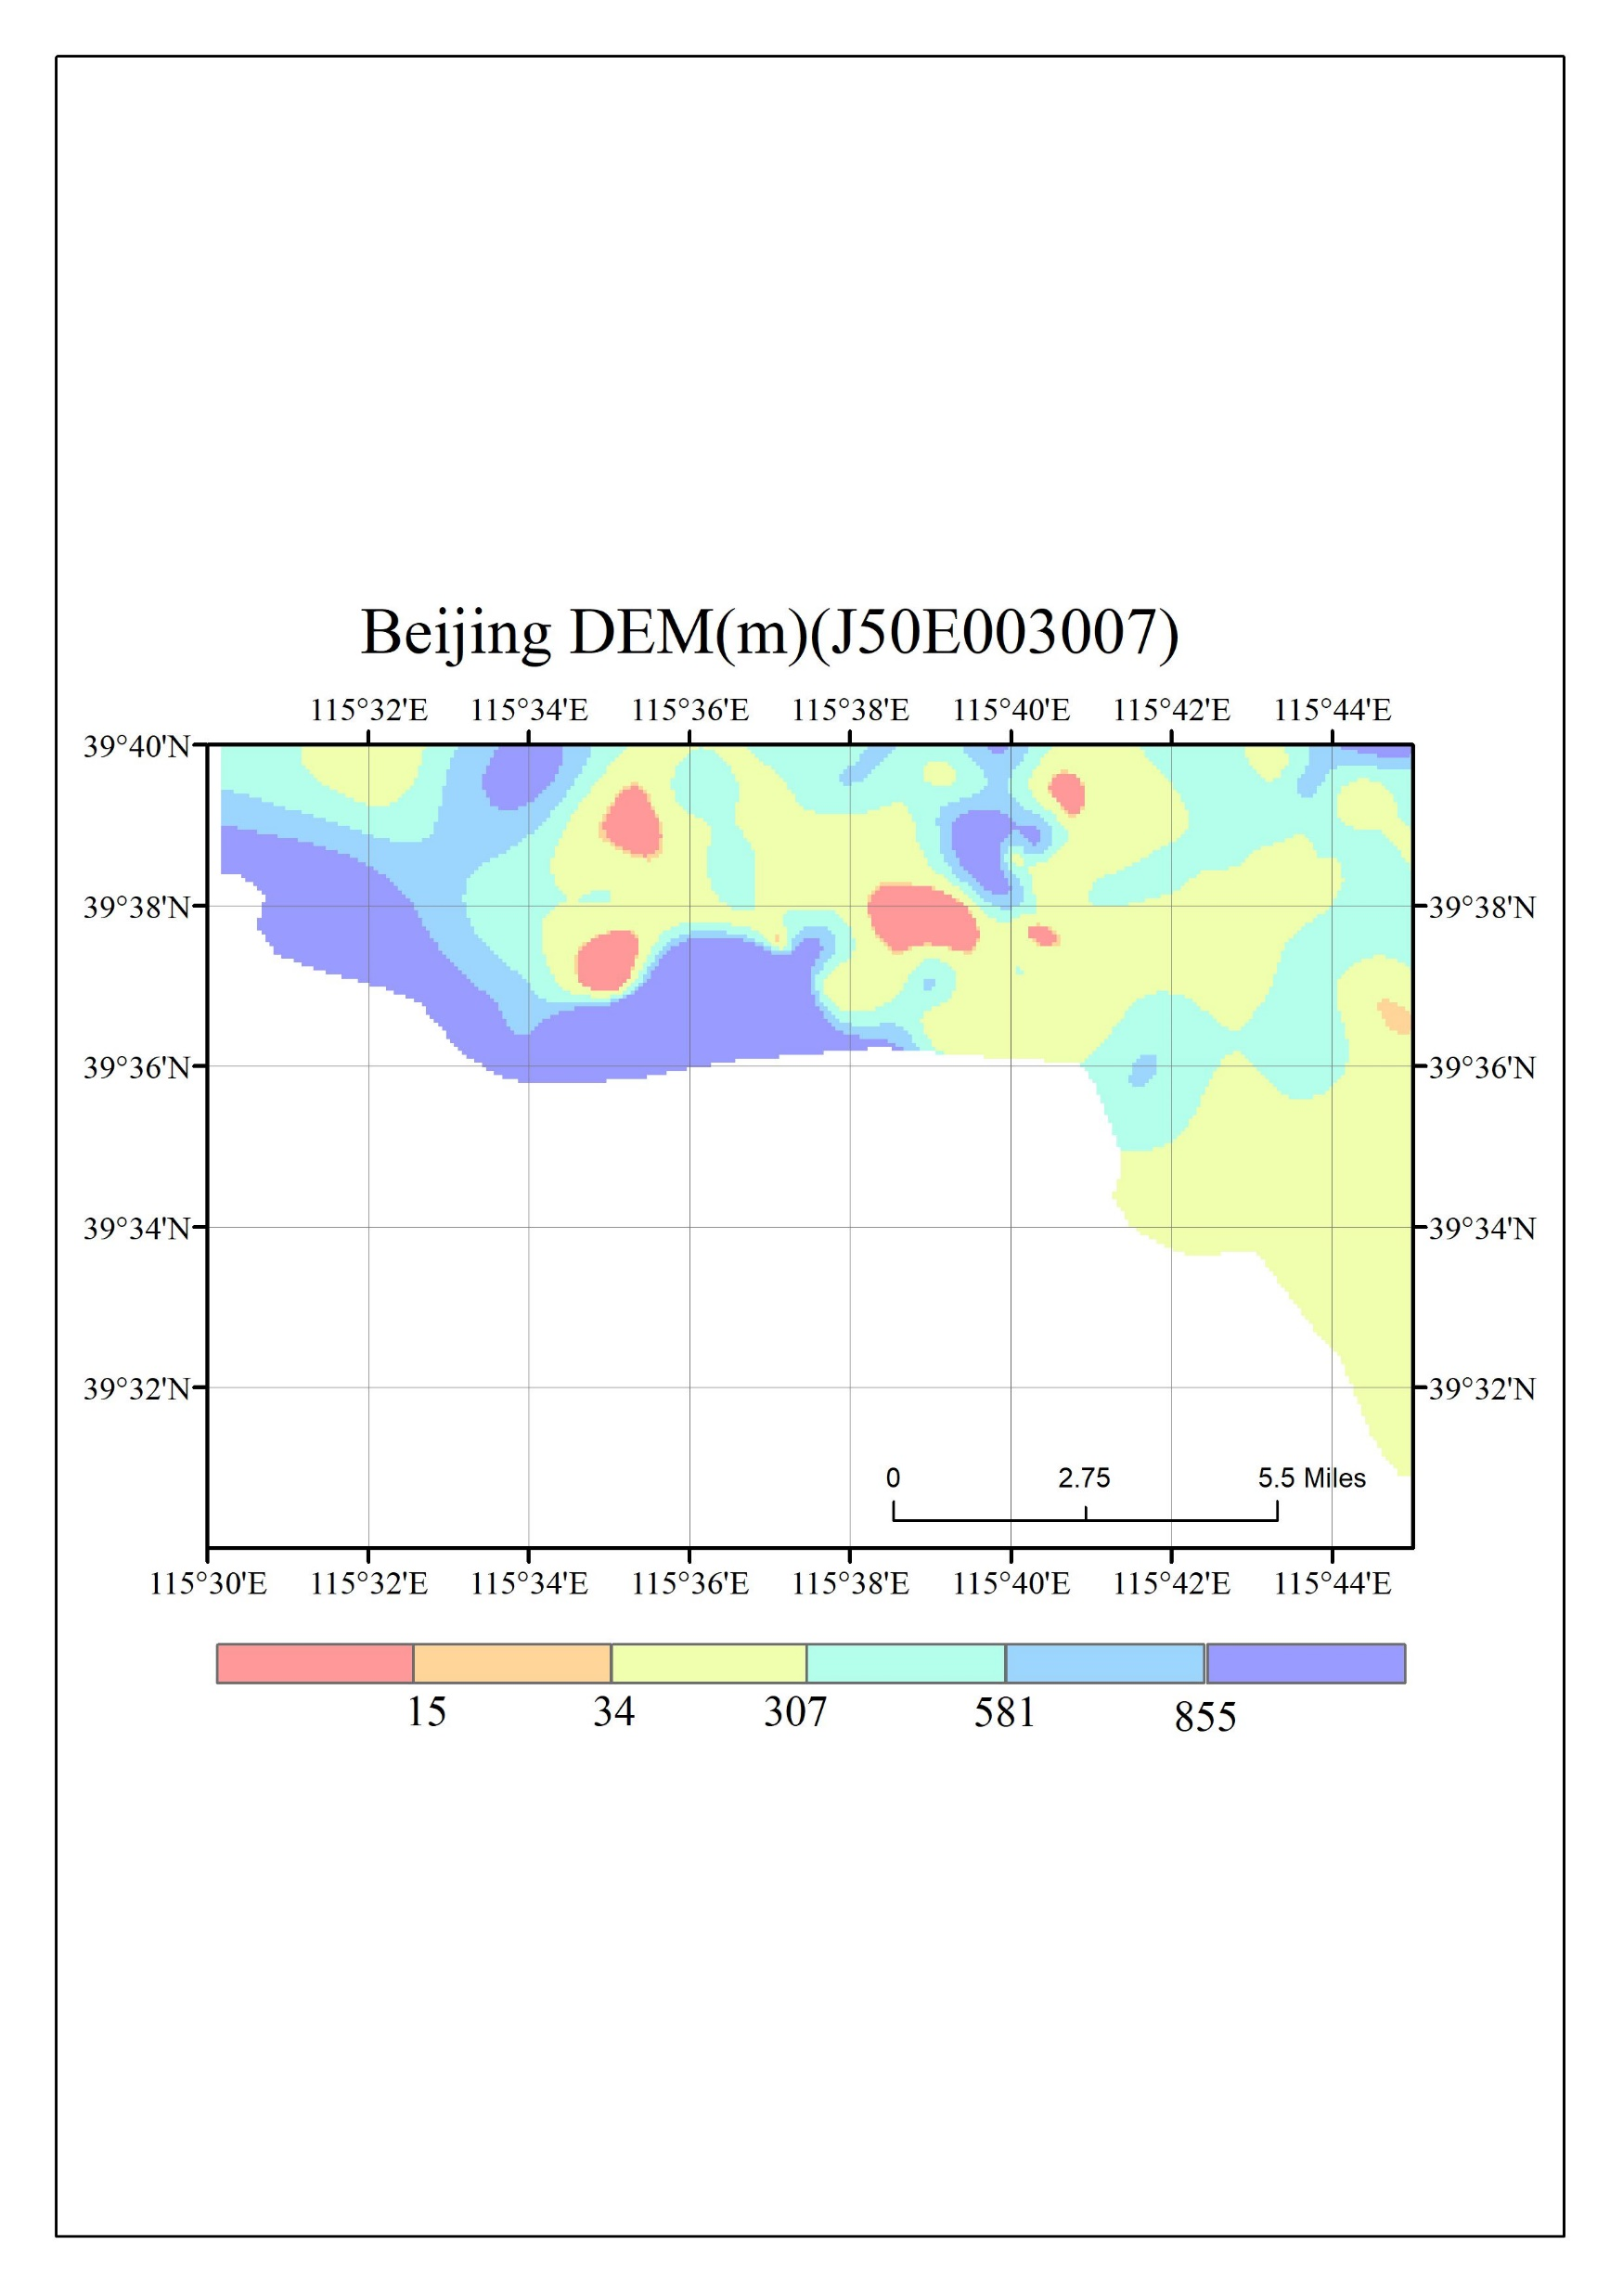 Beijing DEM(m)(J50E003007)
115°32'E 115°34'E 115°36'E 115°38'E 115°40'E 115°42'E 115°44'E
39°40'N
39°38'N 39°38'N
39°36'N 39°36'N
39°34'N 39°34'N
39°32'N 39°32'N
0 2.75 5.5 Miles
115°30'E 115°32'E 115°34'E 115°36'E 115°38'E 115°40'E 115°42'E 115°44'E
15 34 307 581 855